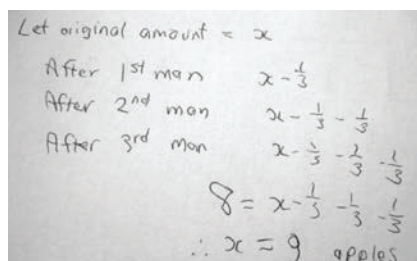 Let original amount = x
After 1st man x - 1/3
After 2nd man x - 1/3 - 1/3
After 3rd man x - 1/3 - 1/3 - 1/3
8 = x - 1/3 - 1/3 - 1/3
∴ x = 9 apples